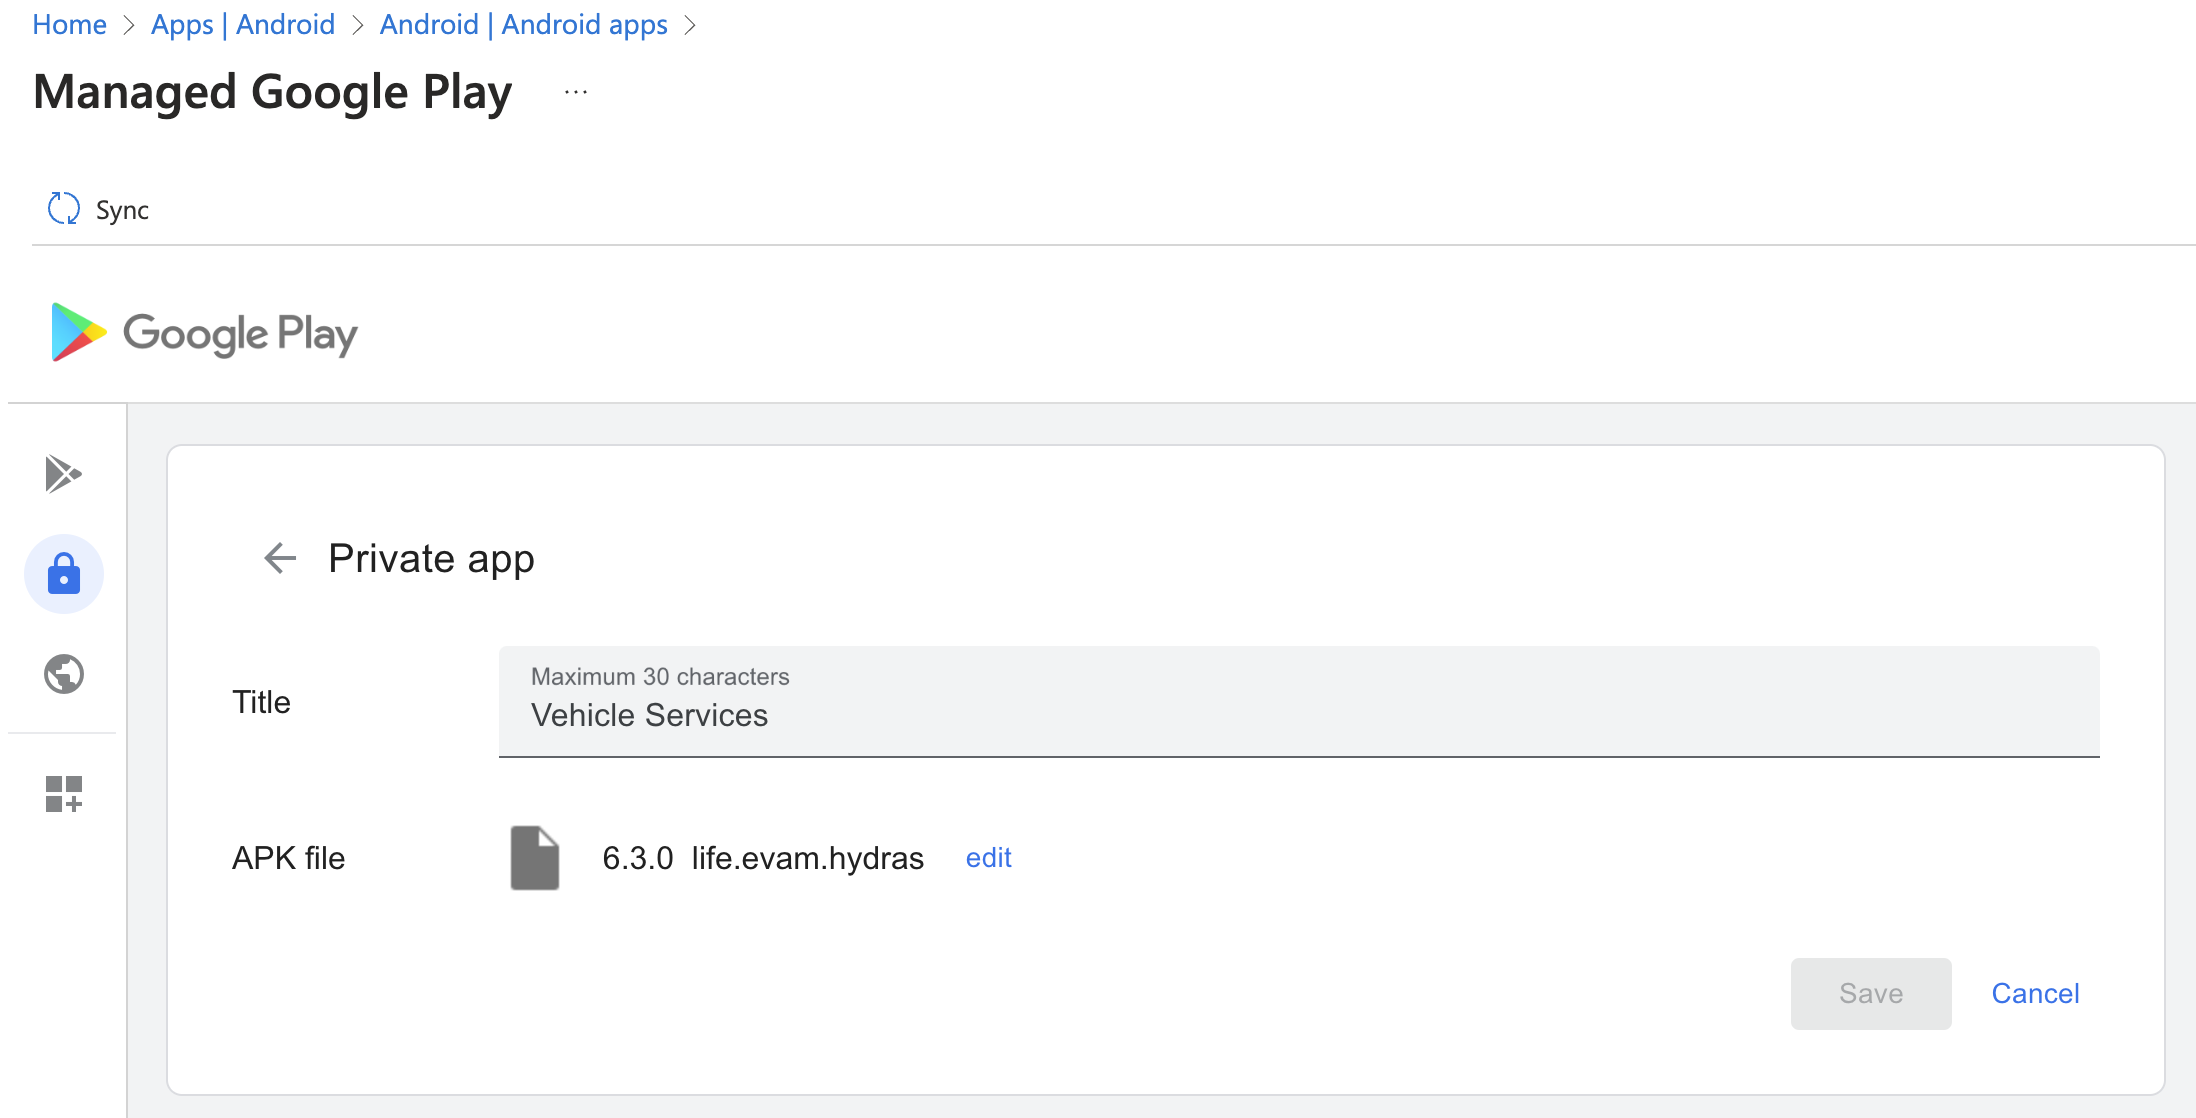 Home > Apps | Android > Android | Android apps >
Managed Google Play ...
Sync
Google Play
Private app
Title
Maximum 30 characters
Vehicle Services
APK file 6.3.0 life.evam.hydras edit
Save Cancel